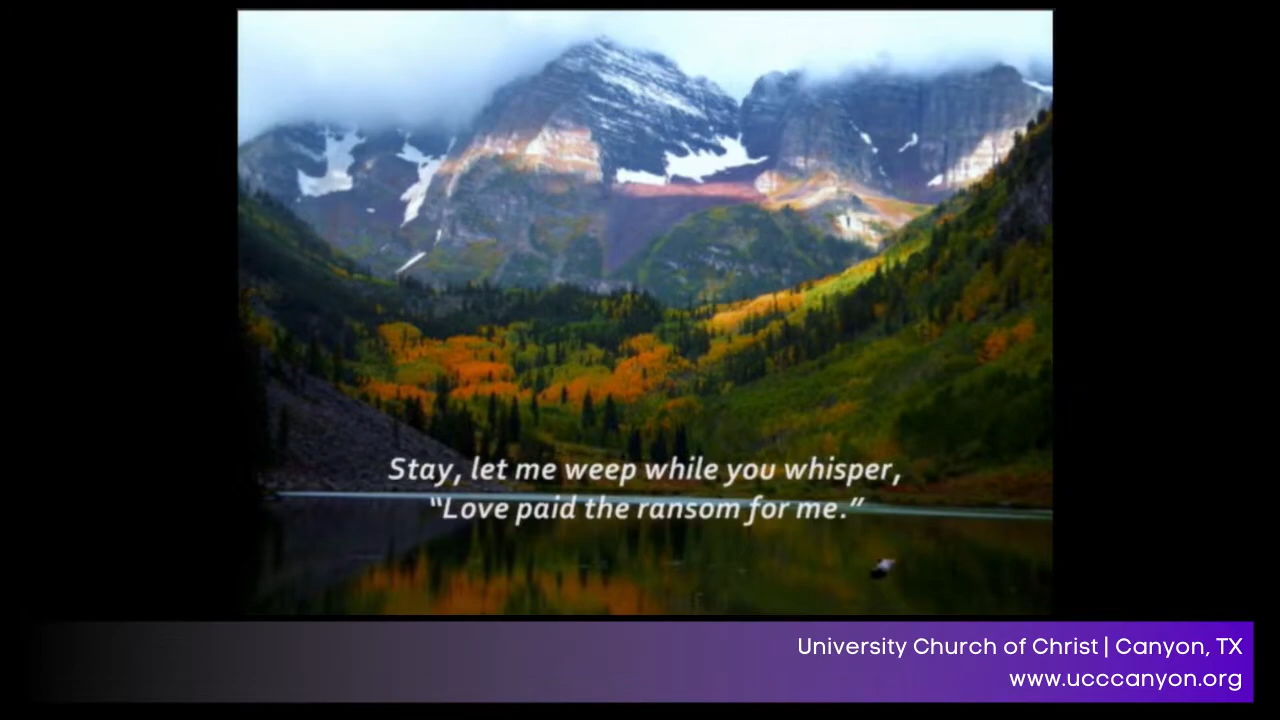 Stay, let me weep while you whisper,
“Love paid the ransom for me.”
University Church of Christ | Canyon, TX
www.ucccanyon.org